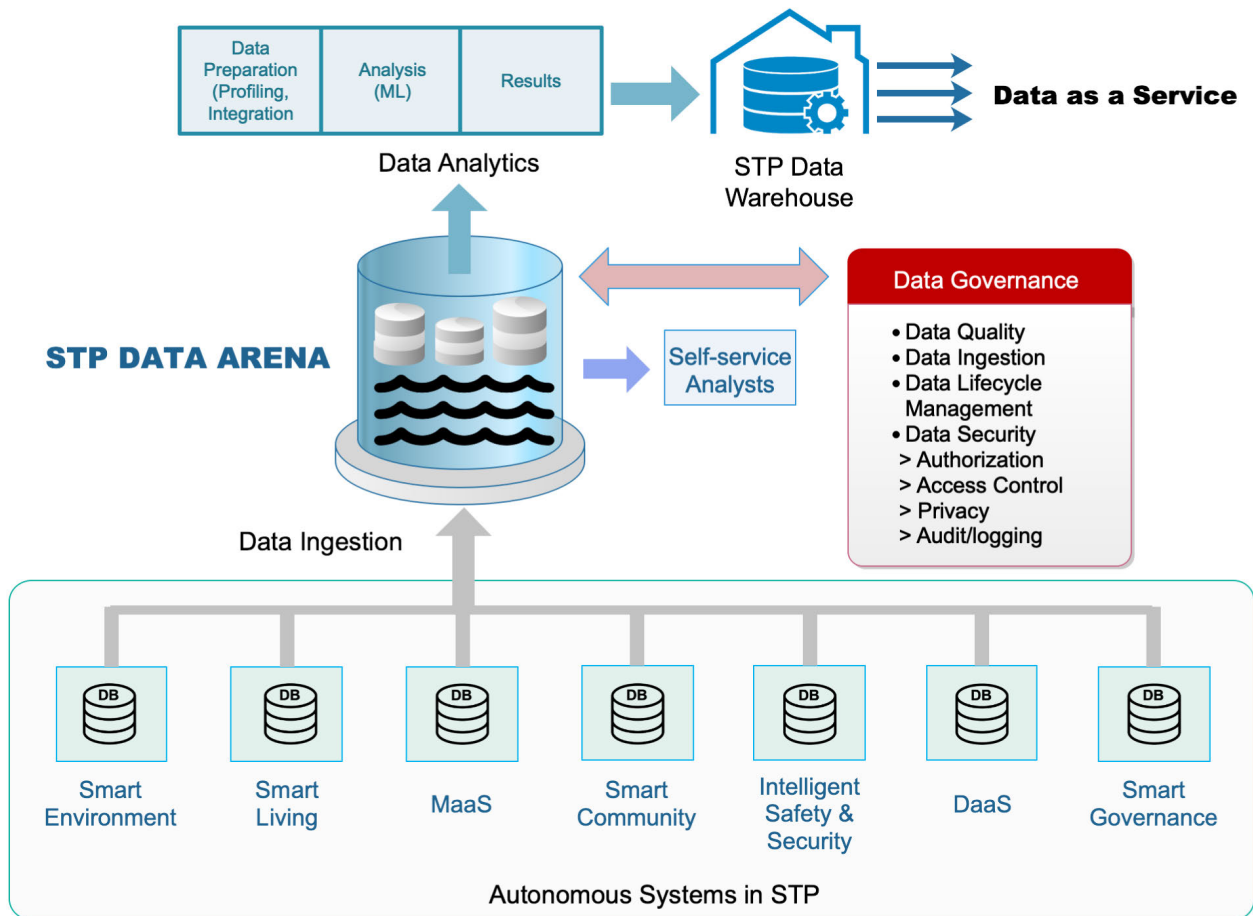 Data
Preparation
(Profiling,
Integration
Analysis
(ML)
Results
Data as a Service
Data Analytics
STP Data
Warehouse
STP DATA ARENA
Self-service
Analysts
Data Governance
• Data Quality
• Data Ingestion
• Data Lifecycle
Management
• Data Security
> Authorization
> Access Control
> Privacy
> Audit/logging
Data Ingestion
DB
DB
DB
DB
DB
DB
DB
Smart
Environment
Smart
Living
MaaS
Smart
Community
Intelligent
Safety &
Security
DaaS
Smart
Governance
Autonomous Systems in STP